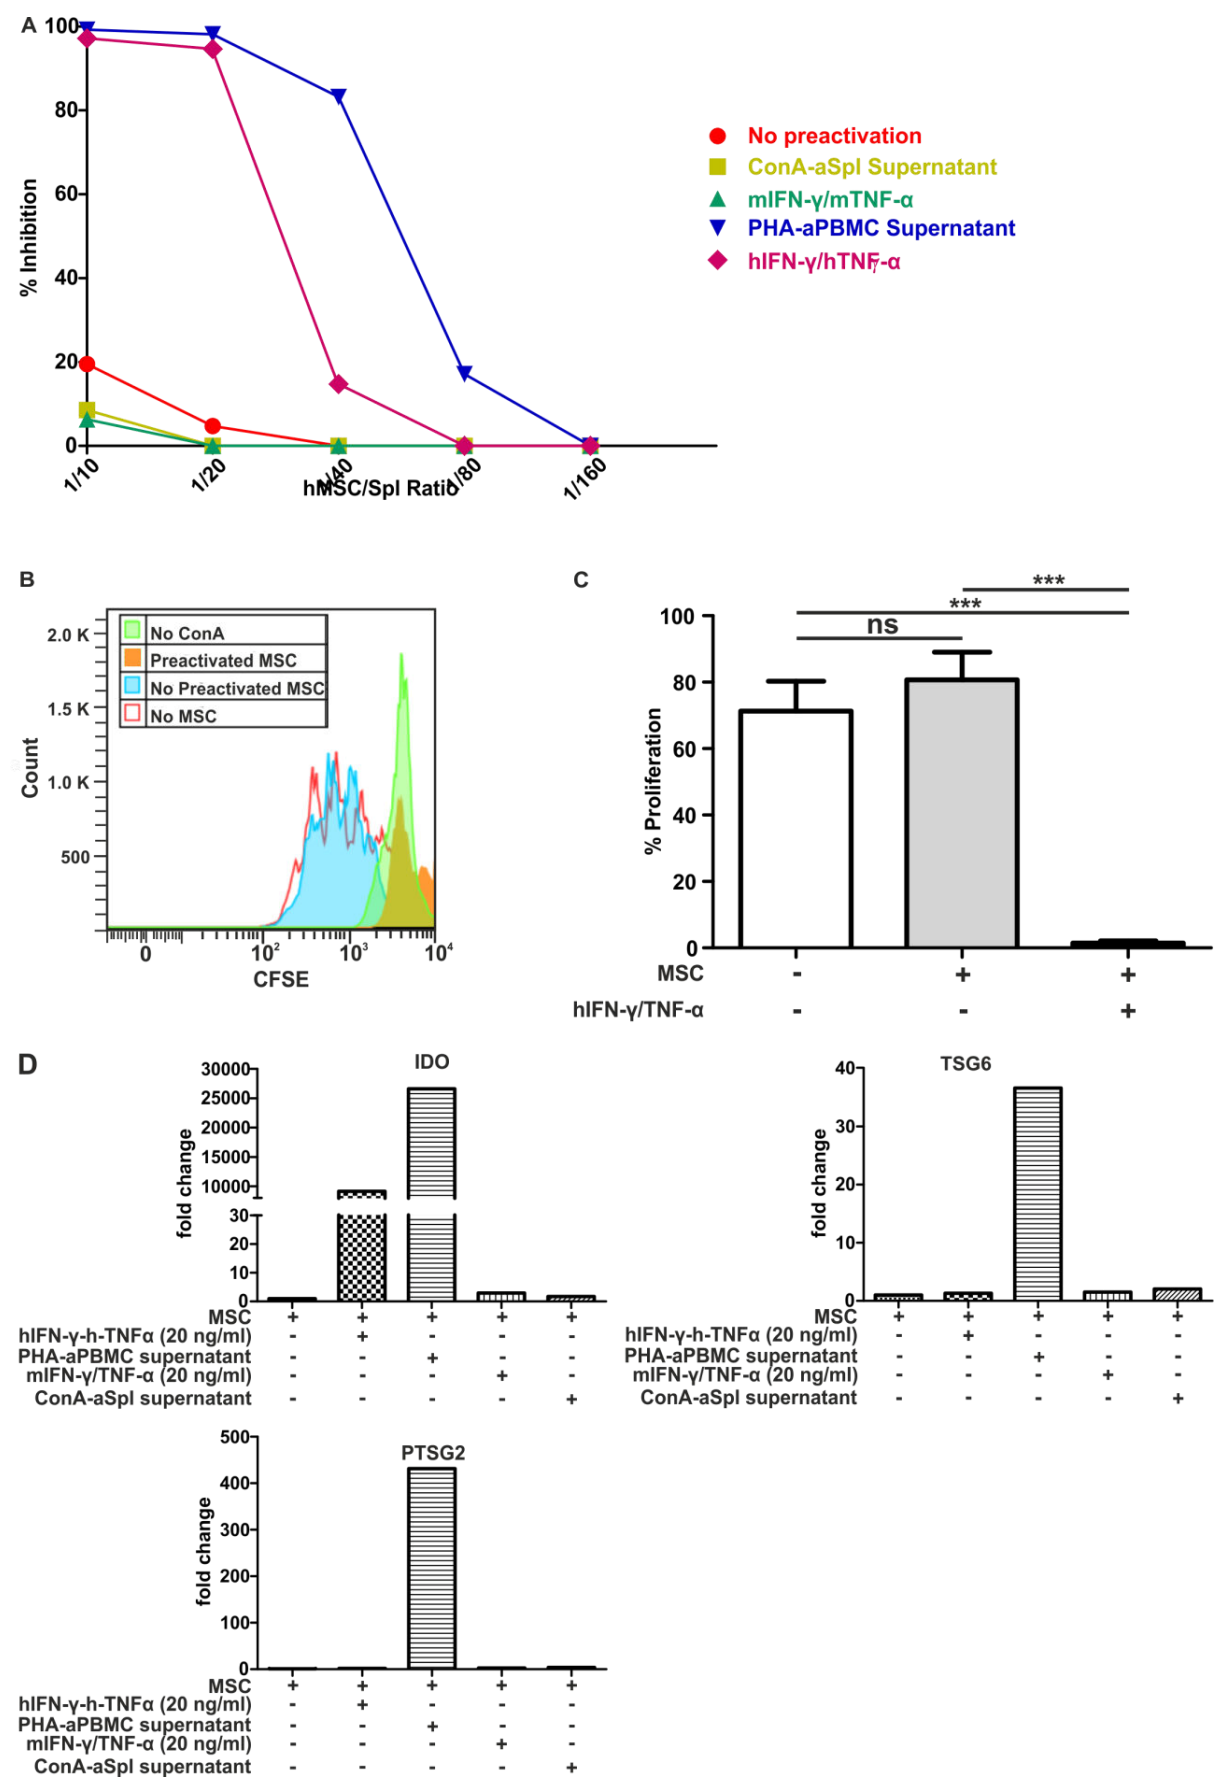 A
100
80
60
40
20
0
% Inhibition
1/10
1/20
1/40
1/80
1/160
hMSC/Spl Ratio
No preactivation
ConA-aSpl Supernatant
mIFN-γ/mTNF-α
PHA-aPBMC Supernatant
hIFN-γ/hTNF-α
B
2.0 K
1.5 K
1.0 K
500
Count
No ConA
Preactivated MSC
No Preactivated MSC
No MSC
0 10² 10³ 10⁴
CFSE
C
***
***
ns
100
80
60
40
20
0
% Proliferation
MSC - + +
hIFN-γ/TNF-α - - +
D
IDO
30000
25000
20000
15000
10000
30
20
10
0
fold change
MSC + + + + +
hIFN-γ-h-TNFα (20 ng/ml) - + - - -
PHA-aPBMC supernatant - - + - -
mIFN-γ/TNF-α (20 ng/ml) - - - + -
ConA-aSpl supernatant - - - - +
TSG6
40
30
20
10
0
fold change
MSC + + + + +
hIFN-γ-h-TNFα (20 ng/ml) - + - - -
PHA-aPBMC supernatant - - + - -
mIFN-γ/TNF-α (20 ng/ml) - - - + -
ConA-aSpl supernatant - - - - +
PTSG2
500
400
300
200
100
0
fold change
MSC + + + + +
hIFN-γ-h-TNFα (20 ng/ml) - + - - -
PHA-aPBMC supernatant - - + - -
mIFN-γ/TNF-α (20 ng/ml) - - - + -
ConA-aSpl supernatant - - - - +